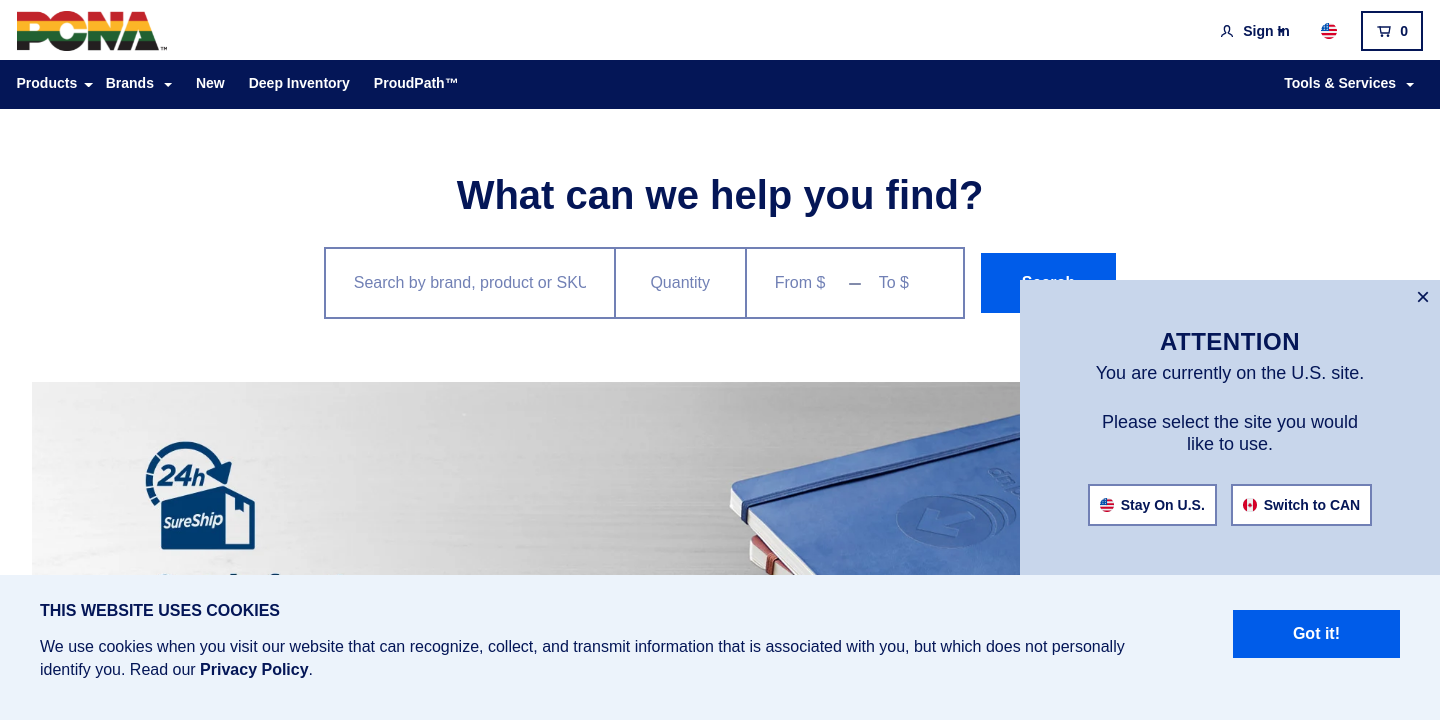 PCNA™
Sign In
0
Products Brands New Deep Inventory ProudPath™ Tools & Services
What can we help you find?
Search by brand, product or SKU Quantity From $ — To $ Search
ATTENTION
You are currently on the U.S. site.
Please select the site you would
like to use.
Stay On U.S. Switch to CAN
24h
SureShip
THIS WEBSITE USES COOKIES
We use cookies when you visit our website that can recognize, collect, and transmit information that is associated with you, but which does not personally
identify you. Read our Privacy Policy.
Got it!